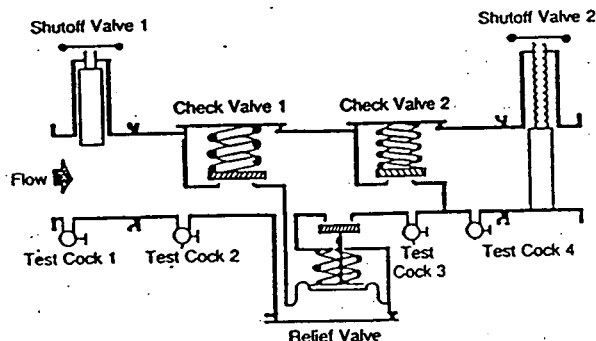 Shutoff Valve 1
Shutoff Valve 2
Check Valve 1
Check Valve 2
Flow
Test Cock 1
Test Cock 2
Test
Cock 3
Test Cock 4
Relief Valve